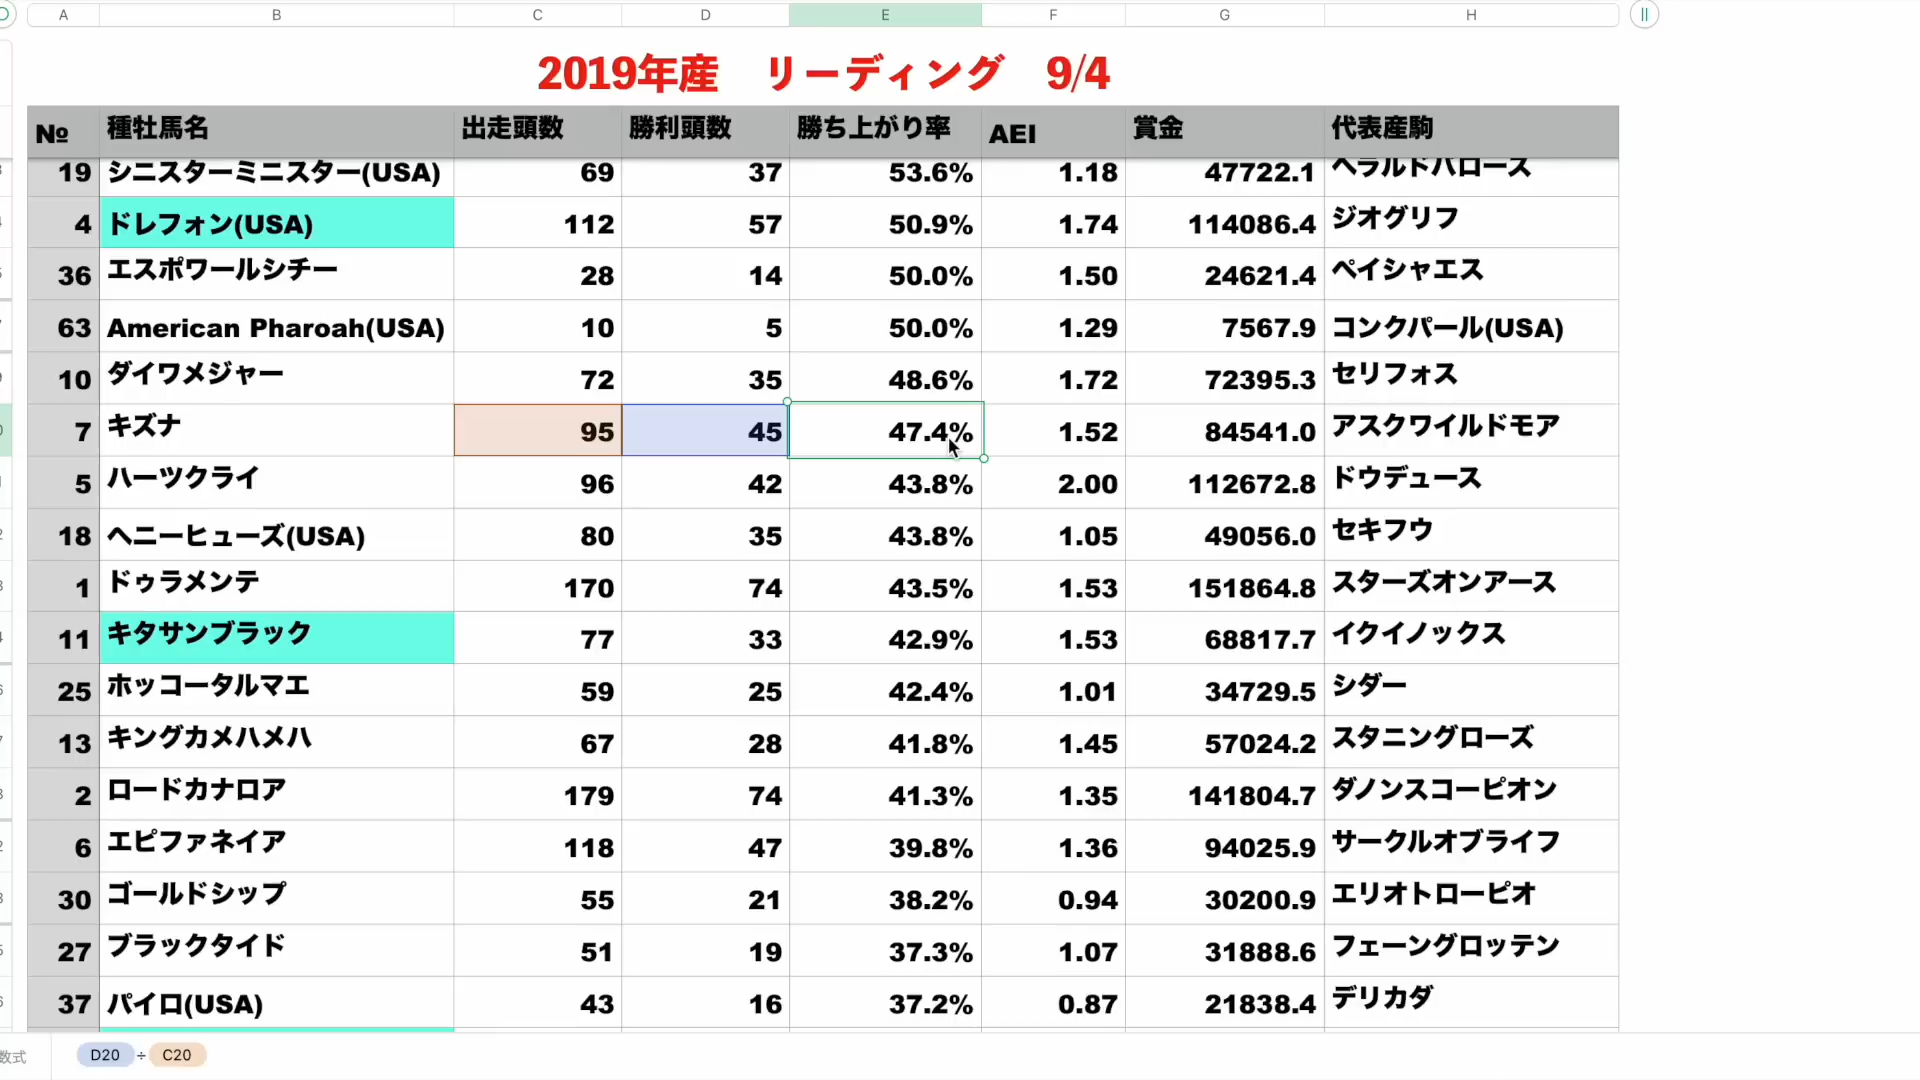 A B C D E F G H
2019年産 リーディング 9/4
№ 種牡馬名 出走頭数 勝利頭数 勝ち上がり率 AEI 賞金 代表産駒
19 シニスターミニスター(USA) 69 37 53.6% 1.18 47722.1 ヘラルドバローズ
4 ドレフォン(USA) 112 57 50.9% 1.74 114086.4 ジオグリフ
36 エスポワールシチー 28 14 50.0% 1.50 24621.4 ペイシャエス
63 American Pharoah(USA) 10 5 50.0% 1.29 7567.9 コンクパール(USA)
10 ダイワメジャー 72 35 48.6% 1.72 72395.3 セリフォス
7 キズナ 95 45 47.4% 1.52 84541.0 アスクワイルドモア
5 ハーツクライ 96 42 43.8% 2.00 112672.8 ドウデュース
18 ヘニーヒューズ(USA) 80 35 43.8% 1.05 49056.0 セキフウ
1 ドゥラメンテ 170 74 43.5% 1.53 151864.8 スターズオンアース
11 キタサンブラック 77 33 42.9% 1.53 68817.7 イクイノックス
25 ホッコータルマエ 59 25 42.4% 1.01 34729.5 シダー
13 キングカメハメハ 67 28 41.8% 1.45 57024.2 スタニングローズ
2 ロードカナロア 179 74 41.3% 1.35 141804.7 ダノンスコーピオン
6 エピファネイア 118 47 39.8% 1.36 94025.9 サークルオブライフ
30 ゴールドシップ 55 21 38.2% 0.94 30200.9 エリオトローピオ
27 ブラックタイド 51 19 37.3% 1.07 31888.6 フェーングロッテン
37 パイロ(USA) 43 16 37.2% 0.87 21838.4 デリカダ
数式 D20 ÷ C20